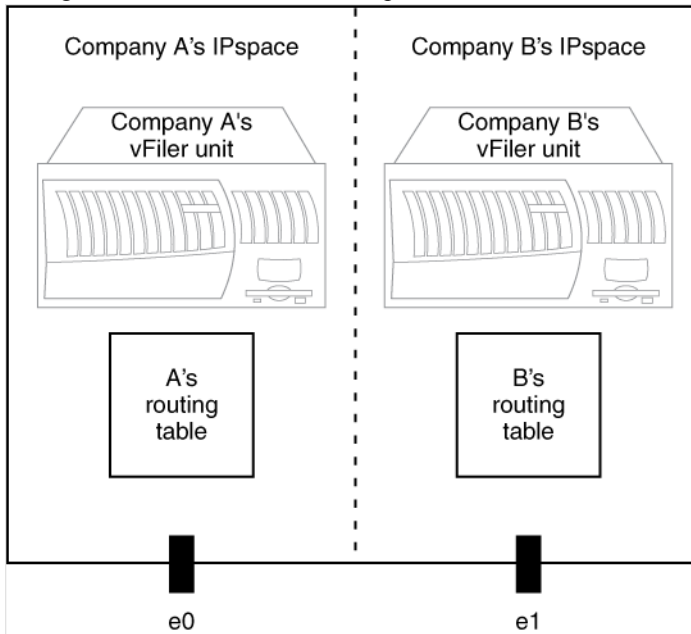 Company A's IPspace
Company B's IPspace
Company A's
vFiler unit
Company B's
vFiler unit
A's
routing
table
B's
routing
table
e0
e1